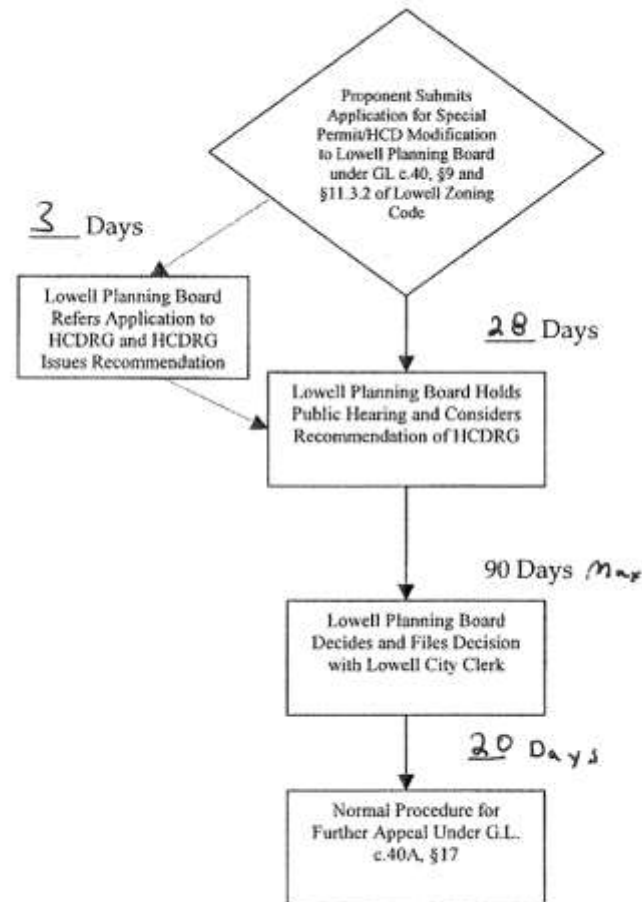 Proponent Submits
Application for Special
Permit/HCD Modification
to Lowell Planning Board
under GL c.40, §9 and
§11.3.2 of Lowell Zoning
Code
3 Days
Lowell Planning Board
Refers Application to
HCDRG and HCDRG
Issues Recommendation
28 Days
Lowell Planning Board Holds
Public Hearing and Considers
Recommendation of HCDRG
90 Days Max
Lowell Planning Board
Decides and Files Decision
with Lowell City Clerk
20 Days
Normal Procedure for
Further Appeal Under G.L.
c.40A, §17